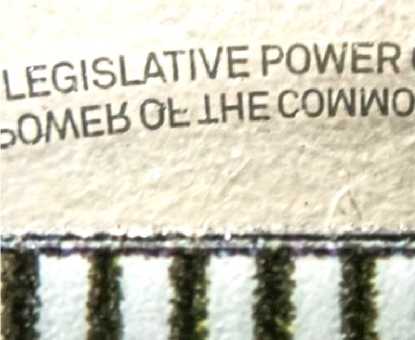 LEGISLATIVE POWER
POWER OF THE COMMO